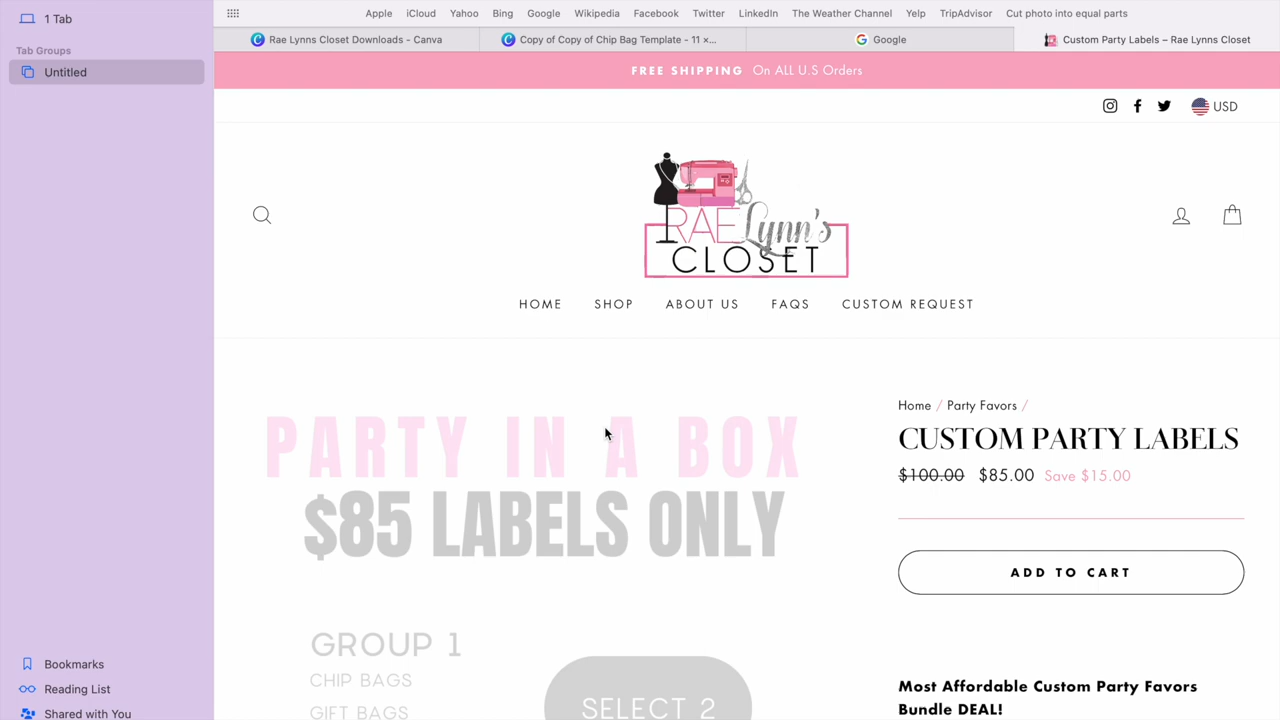 1 Tab
Tab Groups
Untitled
Bookmarks
Reading List
Shared with You
Apple iCloud Yahoo Bing Google Wikipedia Facebook Twitter LinkedIn The Weather Channel Yelp TripAdvisor Cut photo into equal parts
Rae Lynns Closet Downloads - Canva
Copy of Copy of Chip Bag Template - 11 ×...
Google
Custom Party Labels – Rae Lynns Closet
FREE SHIPPING On ALL U.S Orders
USD
RAE Lynn's
CLOSET
HOME SHOP ABOUT US FAQS CUSTOM REQUEST
PARTY IN A BOX
$85 LABELS ONLY
GROUP 1
CHIP BAGS
GIFT BAGS
SELECT 2
Home / Party Favors /
CUSTOM PARTY LABELS
$100.00 $85.00 Save $15.00
ADD TO CART
Most Affordable Custom Party Favors
Bundle DEAL!